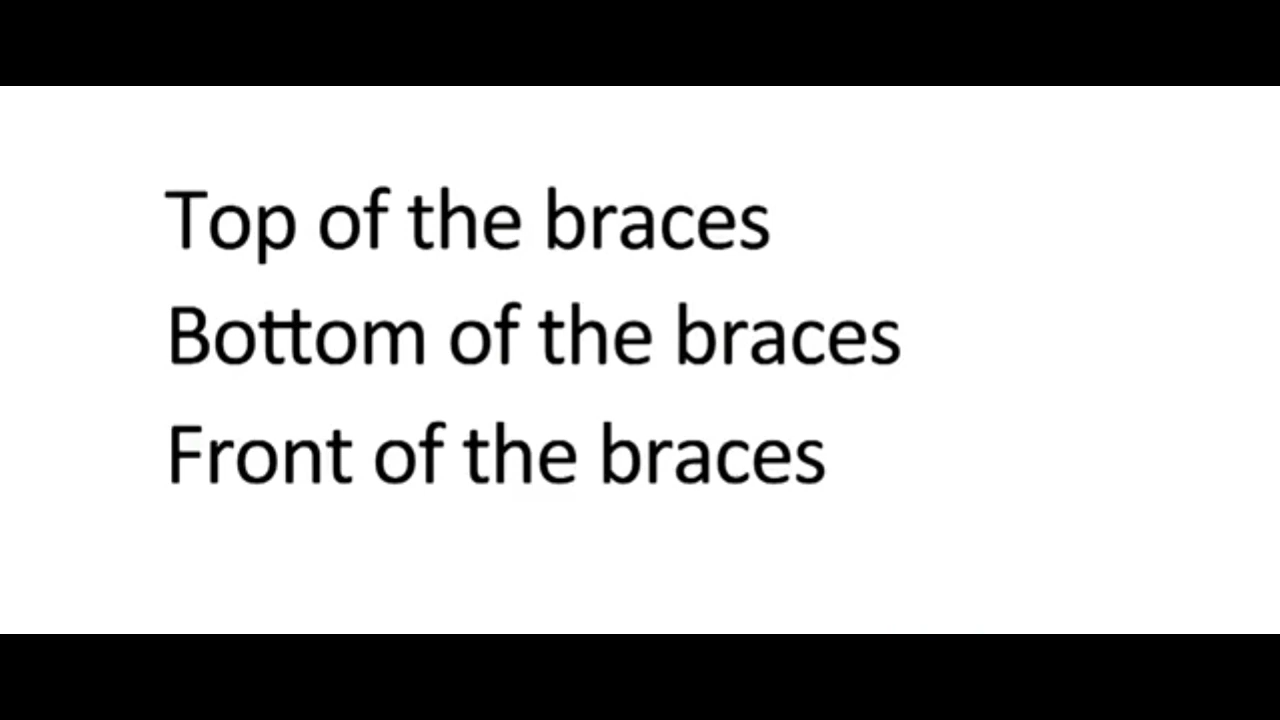 Top of the braces
Bottom of the braces
Front of the braces